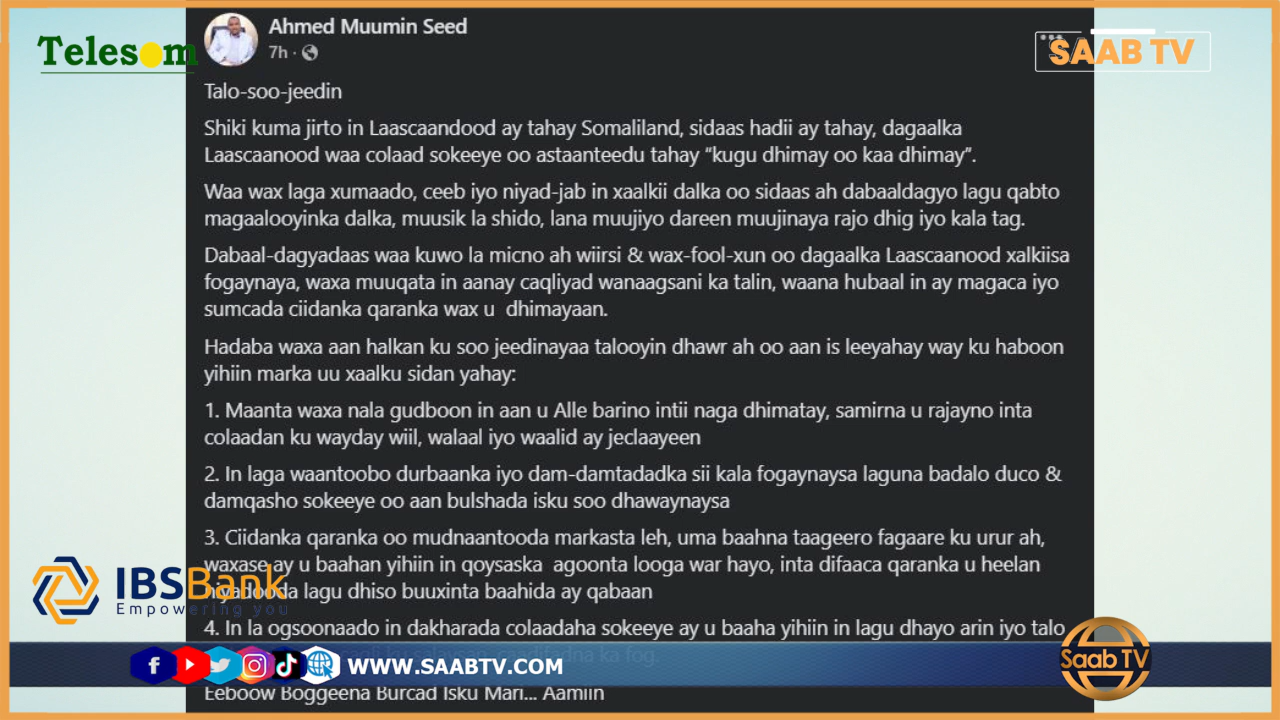 Telesom
Ahmed Muumin Seed
7h ·
SAAB TV
Talo-soo-jeedin
Shiki kuma jirto in Laascaandood ay tahay Somaliland, sidaas hadii ay tahay, dagaalka
Laascaanood waa colaad sokeeye oo astaanteedu tahay “kugu dhimay oo kaa dhimay”.
Waa wax laga xumaado, ceeb iyo niyad-jab in xaalkii dalka oo sidaas ah dabaaldagyo lagu qabto
magaalooyinka dalka, muusik la shido, lana muujiyo dareen muujinaya rajo dhig iyo kala tag.
Dabaal-dagyadaas waa kuwo la micno ah wiirsi & wax-fool-xun oo dagaalka Laascaanood xalkiisa
fogaynaya, waxa muuqata in aanay caqliyad wanaagsani ka talin, waana hubaal in ay magaca iyo
sumcada ciidanka qaranka wax u dhimayaan.
Hadaba waxa aan halkan ku soo jeedinayaa talooyin dhawr ah oo aan is leeyahay way ku haboon
yihiin marka uu xaalku sidan yahay:
1. Maanta waxa nala gudboon in aan u Alle barino intii naga dhimatay, samirna u rajayno inta
colaadan ku wayday wiil, walaal iyo waalid ay jeclaayeen
2. In laga waantoobo durbaanka iyo dam-damtadadka sii kala fogaynaysa laguna badalo duco &
damqasho sokeeye oo aan bulshada isku soo dhawaynaysa
3. Ciidanka qaranka oo mudnaantooda markasta leh, uma baahna taageero fagaare ku urur ah,
waxase ay u baahan yihiin in qoysaska agoonta looga war hayo, inta difaaca qaranka u heelan
niyadooda lagu dhiso buuxinta baahida ay qabaan
IBSBank
Empowering you
4. In la ogsoonaado in dakharada colaadaha sokeeye ay u baaha yihiin in lagu dhayo arin iyo talo
ka fog.
WWW.SAABTV.COM
Saab TV
Eeboow Boggeena Burcad Isku Mari... Aamiin